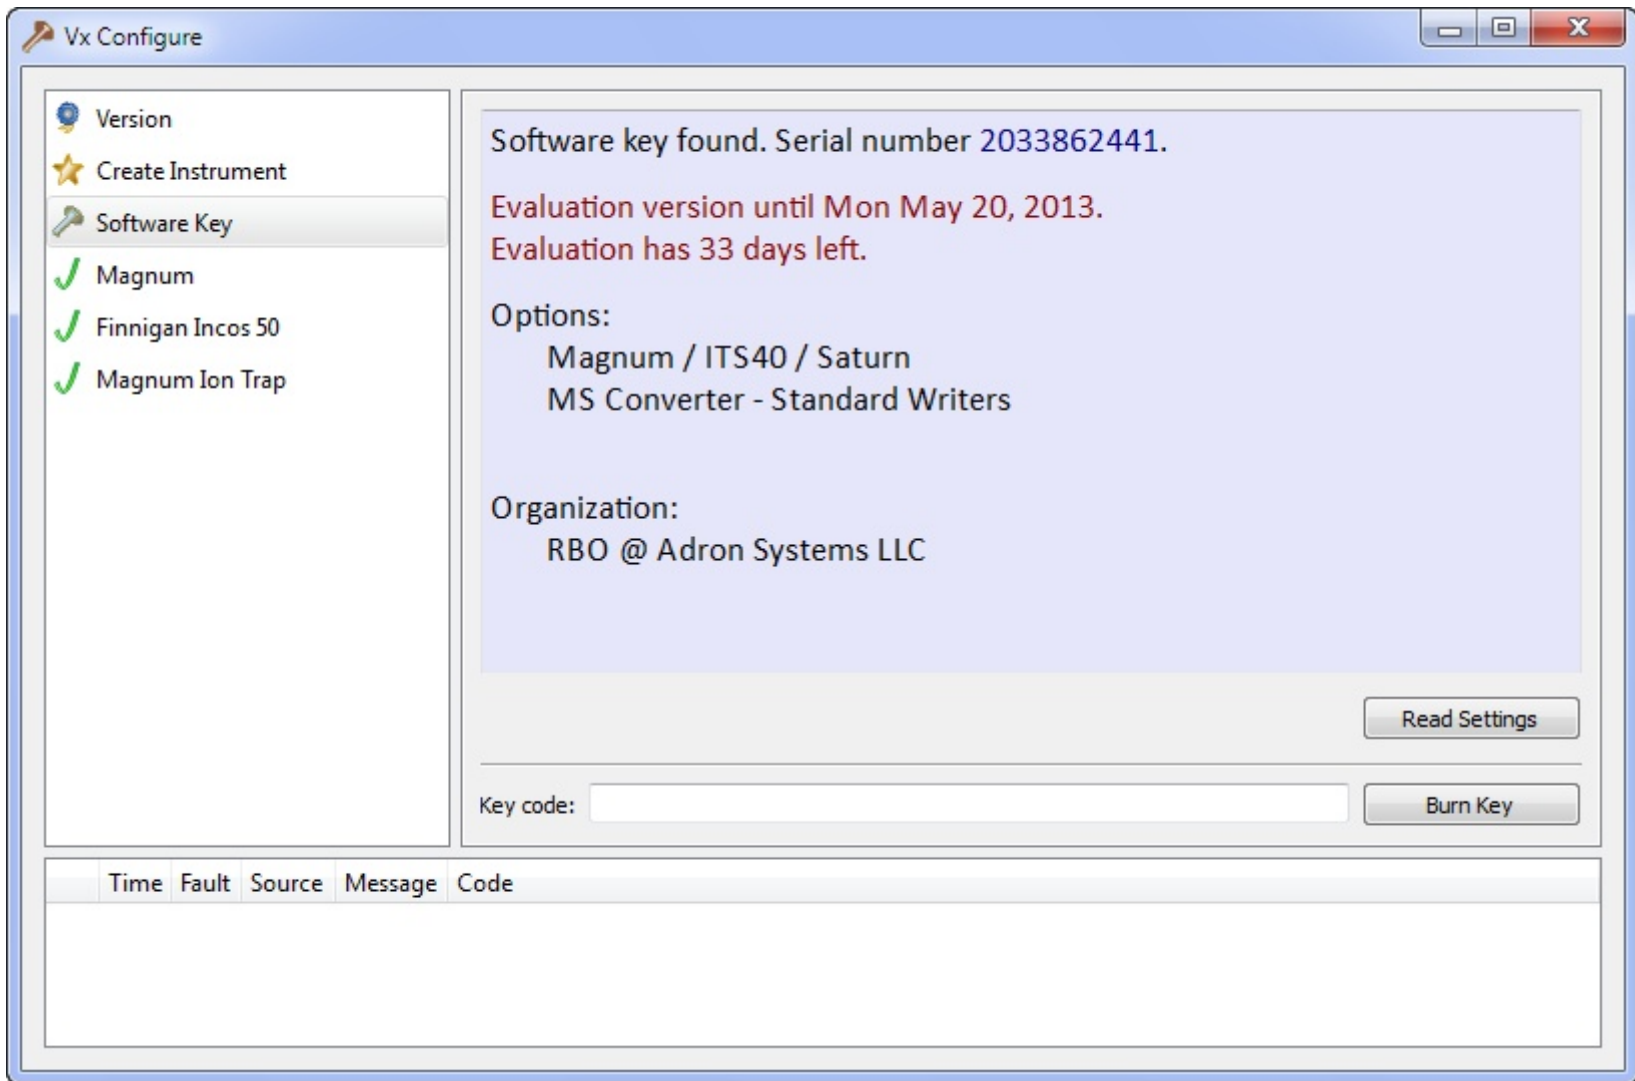 Vx Configure
Version
Create Instrument
Software Key
Magnum
Finnigan Incos 50
Magnum Ion Trap
Software key found. Serial number 2033862441.
Evaluation version until Mon May 20, 2013.
Evaluation has 33 days left.
Options:
Magnum / ITS40 / Saturn
MS Converter - Standard Writers
Organization:
RBO @ Adron Systems LLC
Read Settings
Key code:
Burn Key
Time Fault Source Message Code